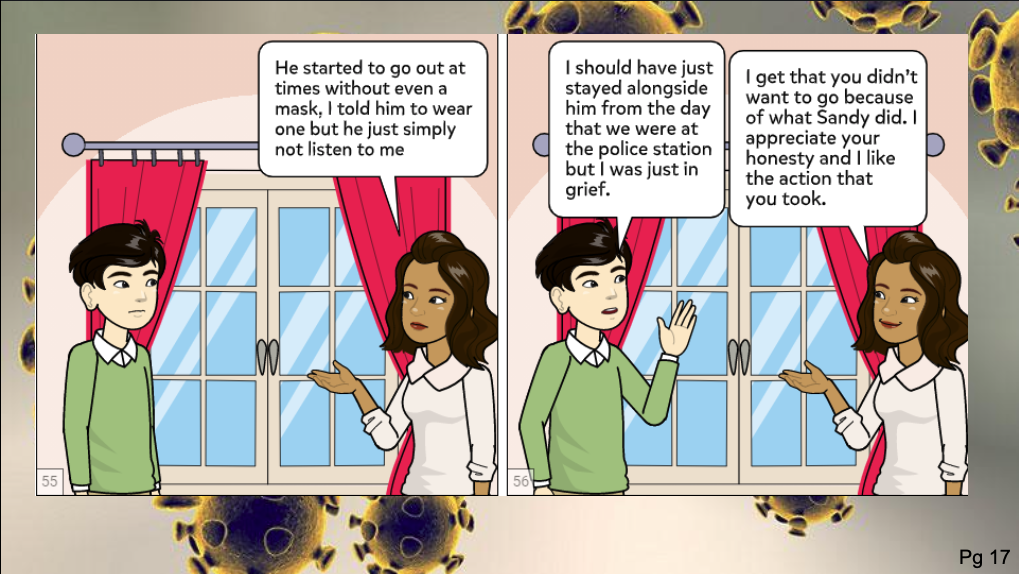 He started to go out at
times without even a
mask, I told him to wear
one but he just simply
not listen to me
55
I should have just
stayed alongside
him from the day
that we were at
the police station
but I was just in
grief.
I get that you didn't
want to go because
of what Sandy did. I
appreciate your
honesty and I like
the action that
you took.
56
Pg 17